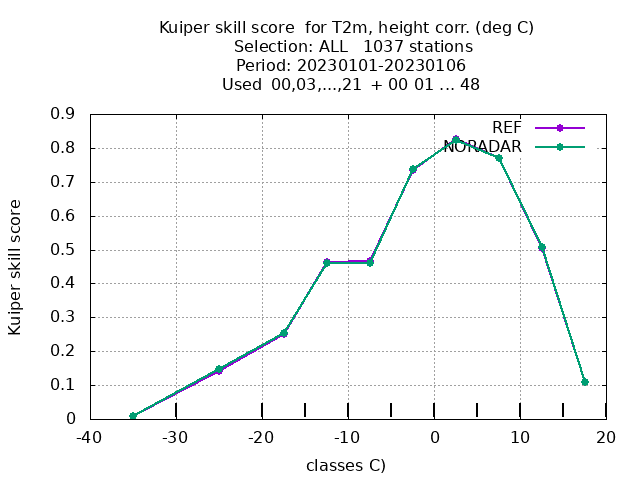 Kuiper skill score  for T2m, height corr. (deg C)
Selection: ALL   1037 stations
Period: 20230101-20230106
Used  00,03,...,21  + 00 01 ... 48
REF
NORADAR
Kuiper skill score
0.9
0.8
0.7
0.6
0.5
0.4
0.3
0.2
0.1
0
-40 -30 -20 -10 0 10 20
classes C)